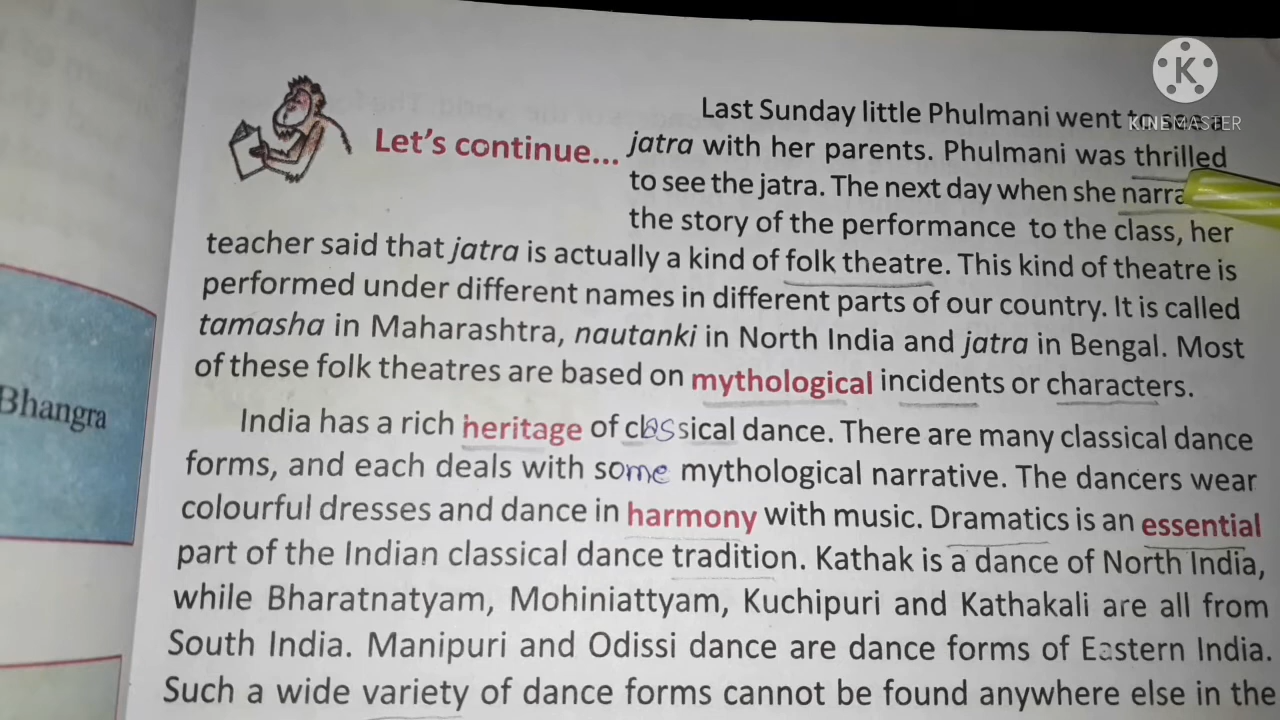 K
KINEMASTER
Last Sunday little Phulmani went
Let's continue...
jatra with her parents. Phulmani was thrilled
to see the jatra. The next day when she
the story of the performance to the class, her
teacher said that jatra is actually a kind of folk theatre. This kind of theatre is
performed under different names in different parts of our country. It is called
tamasha in Maharashtra, nautanki in North India and jatra in Bengal. Most
of these folk theatres are based on mythological incidents or characters.
Bhangra
India has a rich heritage of classical dance. There are many classical dance
forms, and each deals with some mythological narrative. The dancers wear
colourful dresses and dance in harmony with music. Dramatics is an essential
part of the Indian classical dance tradition. Kathak is a dance of North India,
while Bharatnatyam, Mohiniattyam, Kuchipuri and Kathakali are all from
South India. Manipuri and Odissi dance are dance forms of Eastern India.
Such a wide variety of dance forms cannot be found anywhere else in the